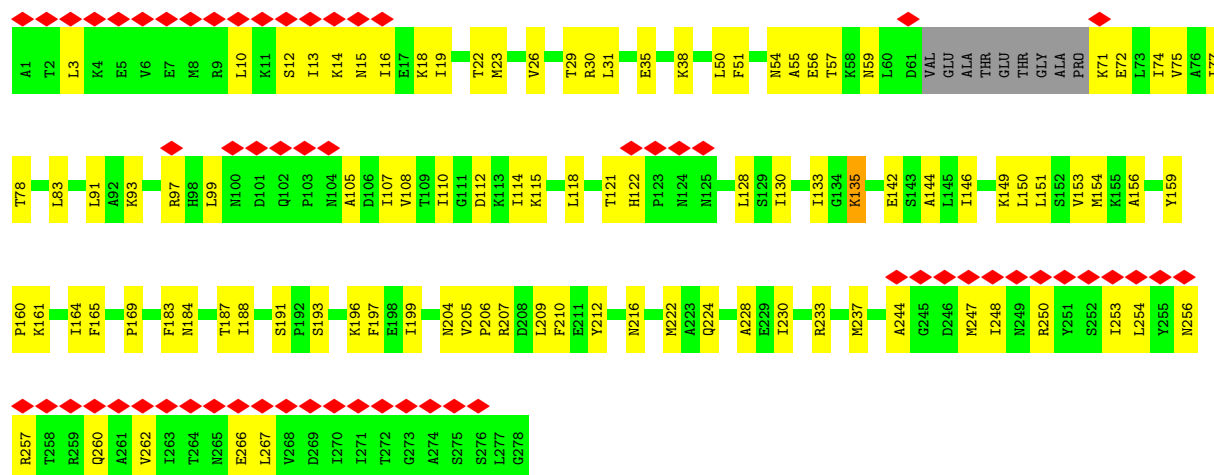 A1 T2 L3 K4 E5 V6 E7 M8 R9 L10 K11 S12 I13 K14 N15 I16 E17 K18 I19 T22 M23 V26 T29 R30 L31 E35 K38 L50 F51 N54 A55 E56 T57 K58 N59 L60 D61 VAL GLU ALA THR GLU THR GLY ALA PRO K71 E72 L73 I74 V75 A76
T78 L83 L91 A92 K93 R97 H98 L99 N100 D101 Q102 P103 N104 A105 D106 I107 V108 T109 I110 G111 D112 K113 I114 K115 L118 T121 H122 P123 N124 N125 L128 S129 I130 I133 G134 K135 E142 S143 A144 L145 I146 K149 L150 L151 S152 V153 M154 K155 A156 Y159
P160 K161 I164 F165 P169 F183 N184 T187 I188 S191 P192 S193 K196 F197 E198 I199 N204 V205 P206 R207 D208 L209 F210 E211 Y212 N216 M222 A223 Q224 A228 E229 I230 R233 M237 A244 G245 D246 M247 I248 N249 R250 Y251 S252 I253 L254 Y255 N256
R257 T258 R259 Q260 A261 V262 I263 T264 N265 E266 L267 V268 D269 I270 I271 T272 G273 A274 S275 S276 L277 G278